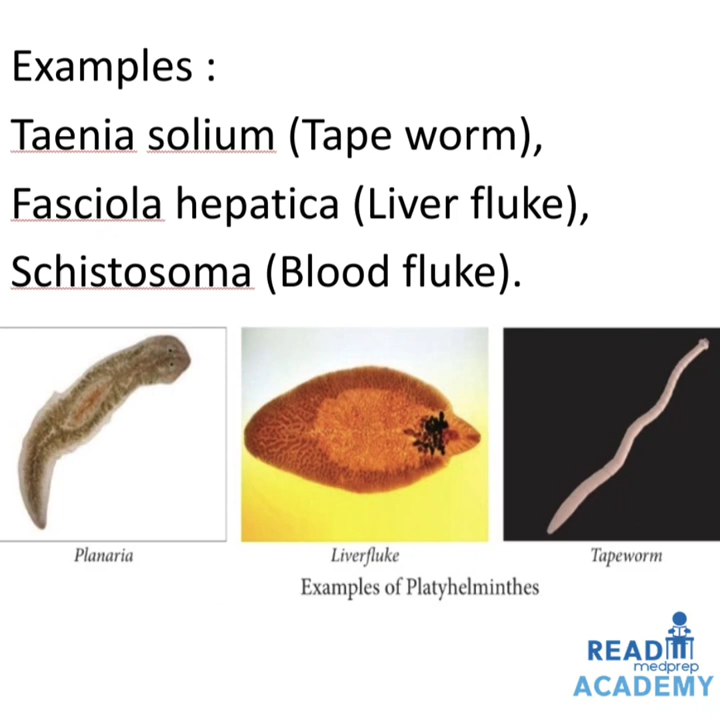 Examples :
Taenia solium (Tape worm),
Fasciola hepatica (Liver fluke),
Schistosoma (Blood fluke).
Planaria
Liverfluke
Tapeworm
Examples of Platyhelminthes
READ
medprep
ACADEMY